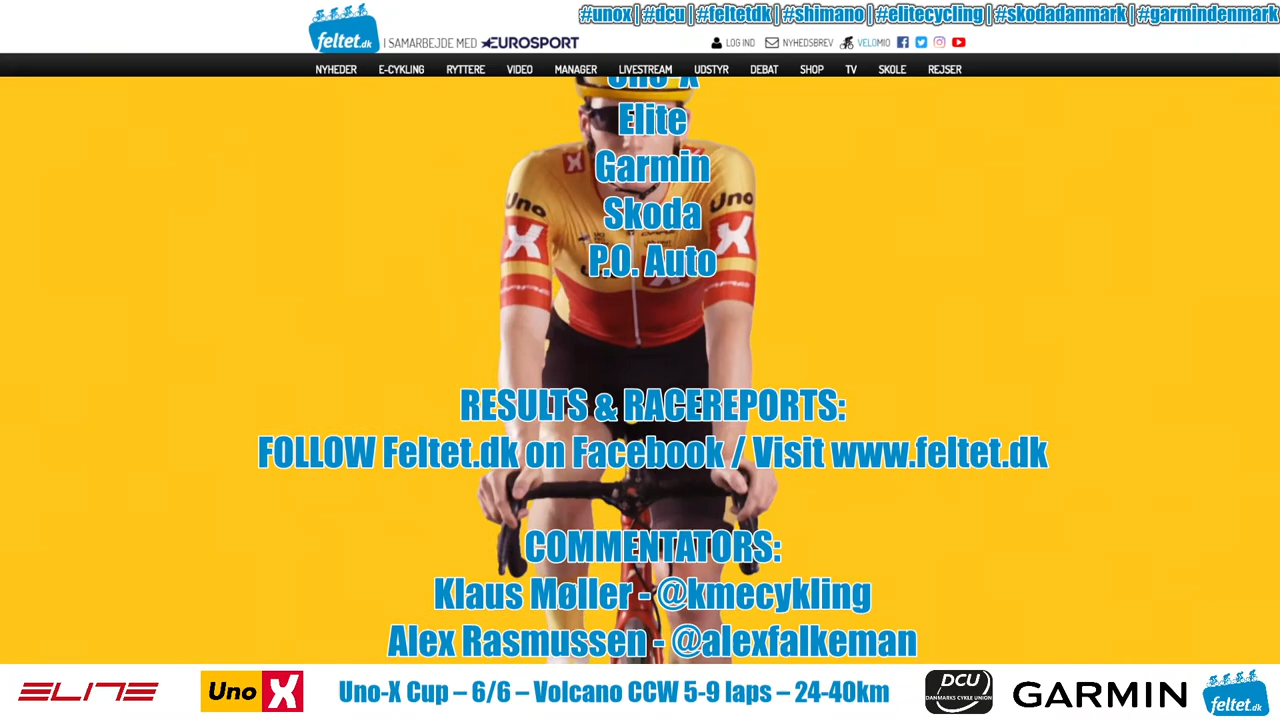 #unox | #dcu | #feltetdk | #shimano | #elitecycling | #skodadanmark | #garmindenmark
feltet.dk
I SAMARBEJDE MED EUROSPORT
LOG IND NYHEDSBREV VELOMIO
NYHEDER E-CYKLING RYTTERE VIDEO MANAGER LIVESTREAM UDSTYR DEBAT SHOP TV SKOLE REJSER
Uno-X
Elite
Garmin
Skoda
P.O. Auto
Uno X
Uno X
RESULTS & RACEREPORTS:
FOLLOW Feltet.dk on Facebook / Visit www.feltet.dk
COMMENTATORS:
Klaus Møller - @kmecykling
Alex Rasmussen - @alexfalkeman
ELITE
Uno X
Uno-X Cup – 6/6 – Volcano CCW 5-9 laps – 24-40km
DCU
DANMARKS CYKLE UNION
GARMIN
feltet.dk